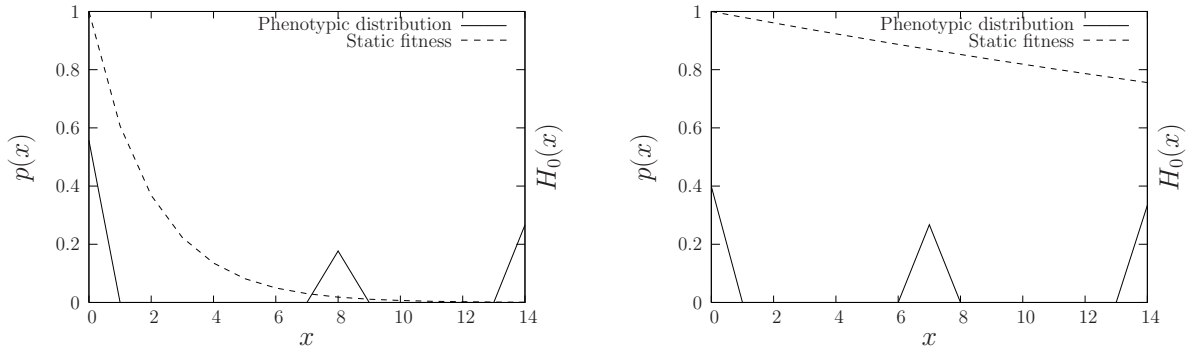 Phenotypic distribution
Static fitness
1
0.8
0.6
0.4
0.2
0
p(x)
H₀(x)
0 2 4 6 8 10 12 14
x
Phenotypic distribution
Static fitness
1
0.8
0.6
0.4
0.2
0
p(x)
H₀(x)
0 2 4 6 8 10 12 14
x